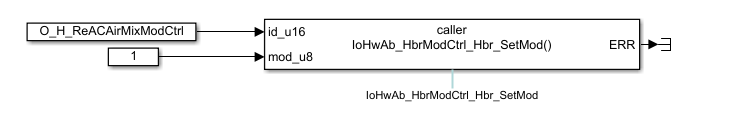 O_H_ReACAirMixModCtrl
1
id_u16
mod_u8
caller
IoHwAb_HbrModCtrl_Hbr_SetMod()
ERR
IoHwAb_HbrModCtrl_Hbr_SetMod